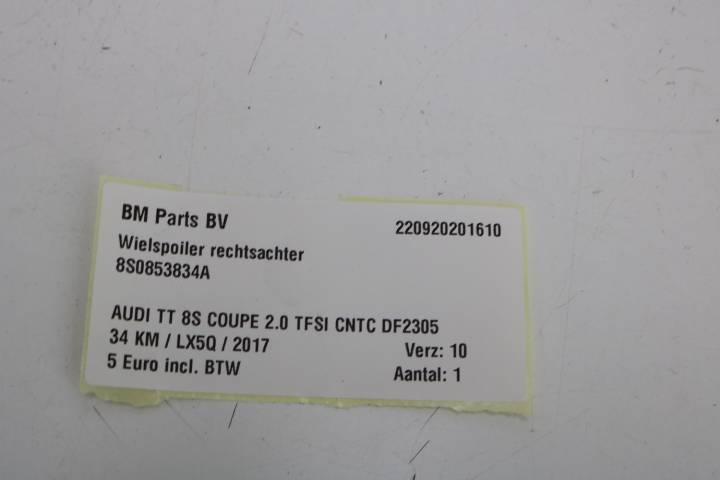 BM Parts BV 220920201610
Wielspoiler rechtsachter
8S0853834A
AUDI TT 8S COUPE 2.0 TFSI CNTC DF2305
34 KM / LX5Q / 2017 Verz: 10
5 Euro incl. BTW Aantal: 1